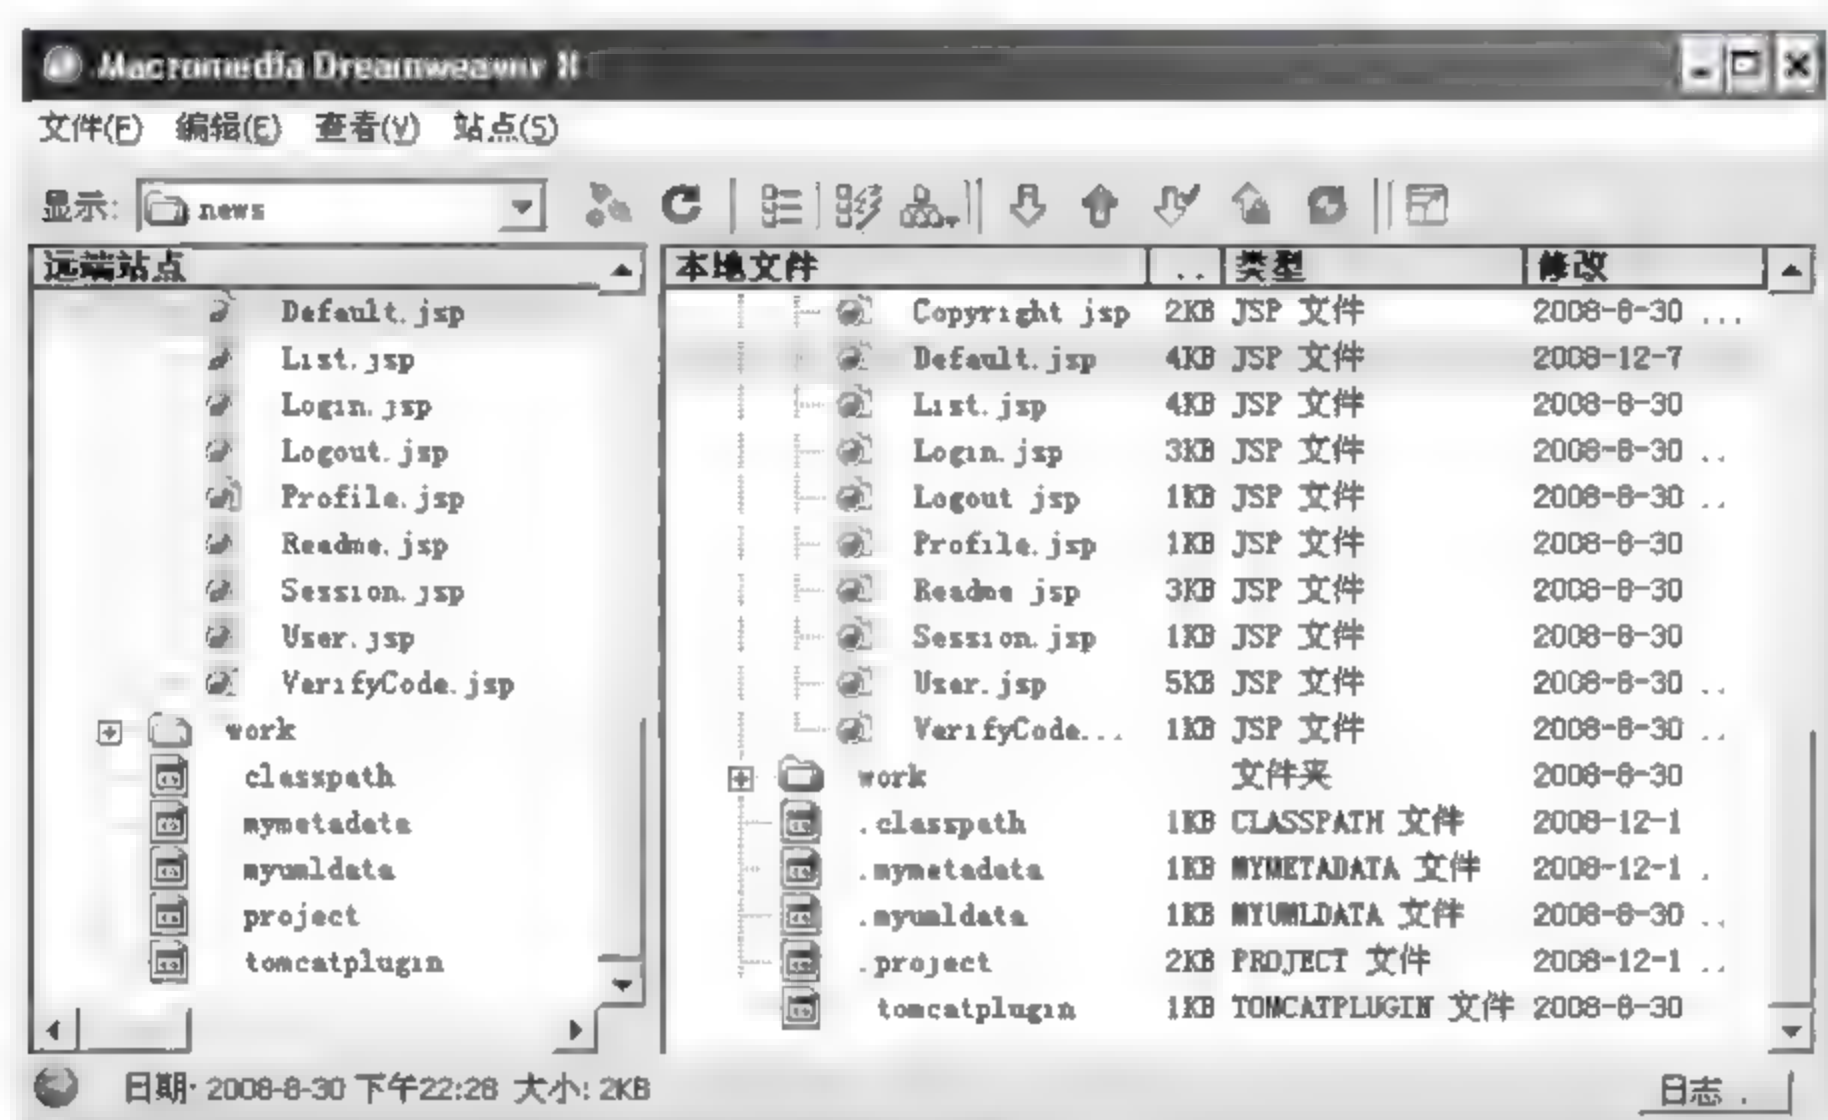 Macromedia Dreamweaver 8
文件(F) 编辑(E) 查看(V) 站点(S)
显示: news
远端站点 本地文件 .. 类型 修改
Default.jsp Copyright jsp 2KB JSP 文件 2008-8-30 ...
List.jsp Default.jsp 4KB JSP 文件 2008-12-7
Login.jsp List.jsp 4KB JSP 文件 2008-8-30
Logout.jsp Login.jsp 3KB JSP 文件 2008-8-30 ..
Profile.jsp Logout jsp 1KB JSP 文件 2008-8-30 ..
Readme.jsp Profile.jsp 1KB JSP 文件 2008-8-30
Session.jsp Readme jsp 3KB JSP 文件 2008-8-30
User.jsp Session.jsp 1KB JSP 文件 2008-8-30
VerifyCode.jsp User.jsp 5KB JSP 文件 2008-8-30 ..
work VerifyCode... 1KB JSP 文件 2008-8-30 ..
classpath work 文件夹 2008-8-30
mymetadata .classpath 1KB CLASSPATH 文件 2008-12-1
myumldata .mymetadata 1KB MYMETADATA 文件 2008-12-1 .
project .myumldata 1KB MYUMLDATA 文件 2008-8-30 ..
tomcatplugin .project 2KB PROJECT 文件 2008-12-1 ..
tomcatplugin 1KB TOMCATPLUGIN 文件 2008-8-30
日期: 2008-8-30 下午22:28 大小: 2KB 日志 .